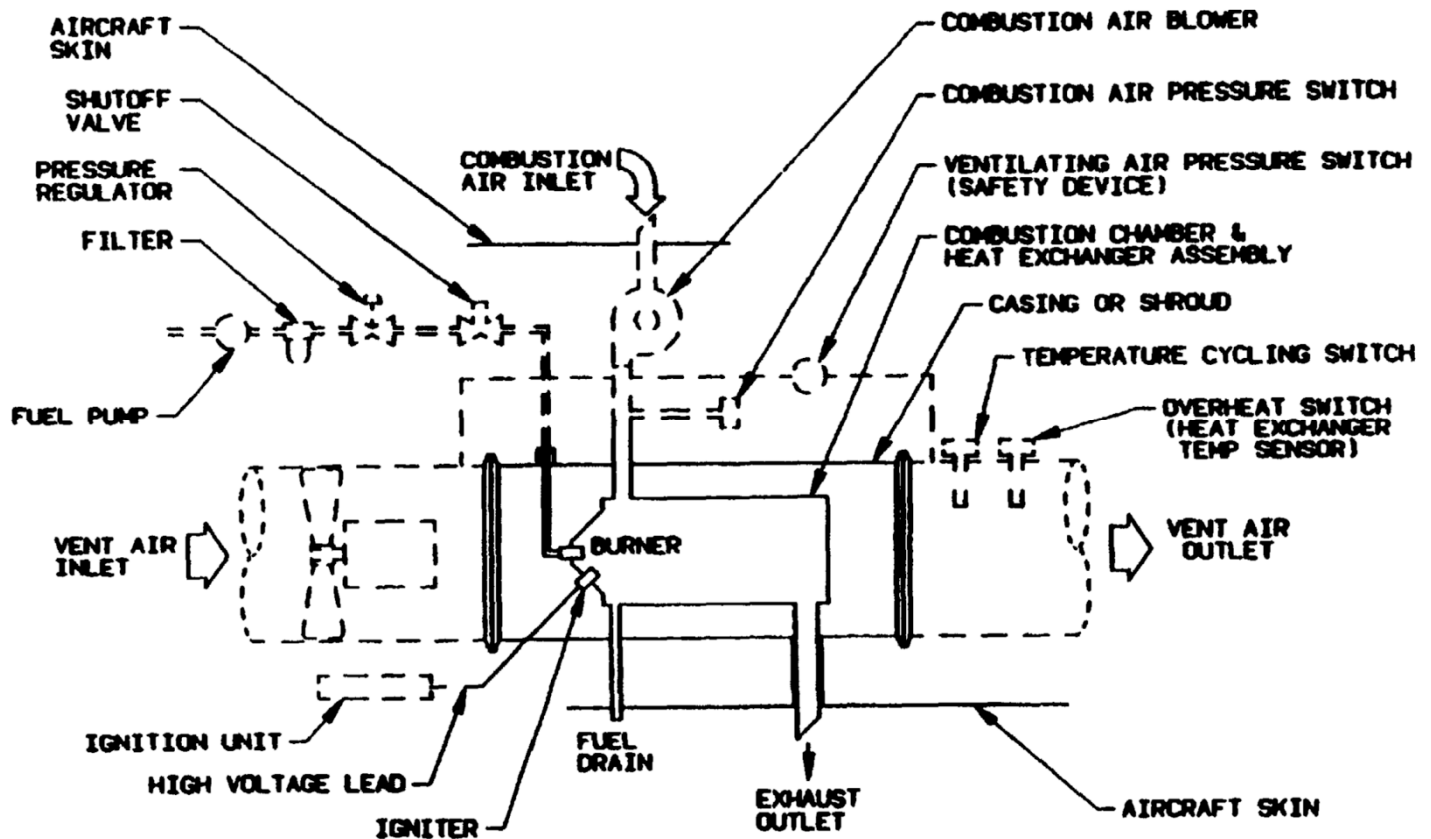 AIRCRAFT
SKIN
SHUTOFF
VALVE
PRESSURE
REGULATOR
FILTER
FUEL PUMP
COMBUSTION
AIR INLET
COMBUSTION AIR BLOWER
COMBUSTION AIR PRESSURE SWITCH
VENTILATING AIR PRESSURE SWITCH
(SAFETY DEVICE)
COMBUSTION CHAMBER &
HEAT EXCHANGER ASSEMBLY
CASING OR SHROUD
TEMPERATURE CYCLING SWITCH
OVERHEAT SWITCH
(HEAT EXCHANGER
TEMP SENSOR)
VENT AIR
INLET
BURNER
VENT AIR
OUTLET
IGNITION UNIT
HIGH VOLTAGE LEAD
IGNITER
FUEL
DRAIN
EXHAUST
OUTLET
AIRCRAFT SKIN